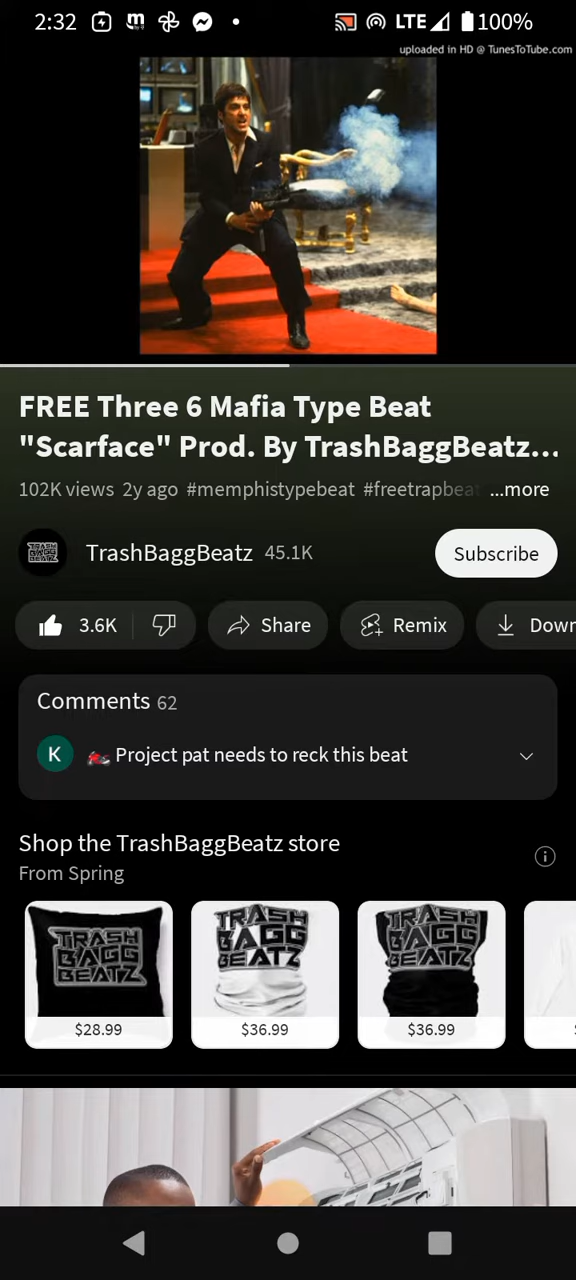 2:32
LTE
100%
uploaded in HD @ TunesToTube.com
FREE Three 6 Mafia Type Beat
"Scarface" Prod. By TrashBaggBeatz...
102K views 2y ago #memphistypebeat #freetrapbeat ...more
TRASH
BAGG
BEATZ
TrashBaggBeatz 45.1K
Subscribe
3.6K
Share
Remix
Down
Comments 62
K
Project pat needs to reck this beat
Shop the TrashBaggBeatz store
From Spring
TRASH
BAGG
BEATZ
$28.99
TRASH
BAGG
BEATZ
$36.99
TRASH
BAGG
BEATZ
$36.99